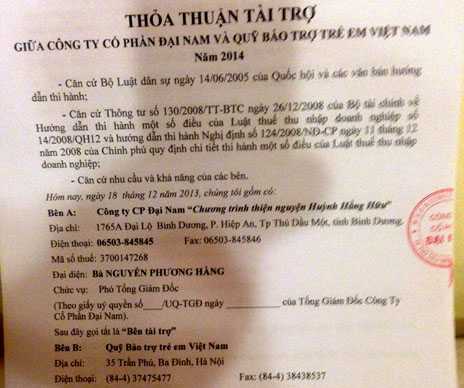 THỎA THUẬN TÀI TRỢ
GIỮA CÔNG TY CỔ PHẦN ĐẠI NAM VÀ QUỸ BẢO TRỢ TRẺ EM VIỆT NAM
Năm 2014
- Căn cứ Bộ Luật dân sự ngày 14/06/2005 của Quốc hội và các văn bản hướng
dẫn thi hành;
- Căn cứ Thông tư số 130/2008/TT-BTC ngày 26/12/2008 của Bộ tài chính về
Hướng dẫn thi hành một số điều của Luật thuế thu nhập doanh nghiệp số
14/2008/QH12 và hướng dẫn thi hành Nghị định số 124/2008/NĐ-CP ngày 11 tháng 12
năm 2008 của Chính phủ quy định chi tiết thi hành một số điều của Luật thuế thu nhập
doanh nghiệp;
- Căn cứ nhu cầu và khả năng của các bên.
Hôm nay, ngày 18 tháng 12 năm 2013, chúng tôi gồm có:
Bên A: Công ty CP Đại Nam "Chương trình thiện nguyện Huỳnh Hằng Hữu"
Địa chỉ: 1765A Đại Lộ Bình Dương, P. Hiệp An, Tp Thủ Dầu Một, tỉnh Bình Dương.
Điện thoại: 06503-845845 Fax: 06503-845846
Mã số thuế: 3700147268
Đại diện: Bà NGUYỄN PHƯƠNG HẰNG
Chức vụ: Phó Tổng Giám Đốc
(Theo giấy uỷ quyền số____/UQ-TGĐ ngày __________ của Tổng Giám Đốc Công Ty
Cổ Phần Đại Nam).
Sau đây gọi tắt là "Bên tài trợ"
Bên B: Quỹ Bảo trợ trẻ em Việt Nam
Địa chỉ: 35 Trần Phú, Ba Đình, Hà Nội
Điện thoại: (84-4) 37475477 Fax: (84-4) 38438537